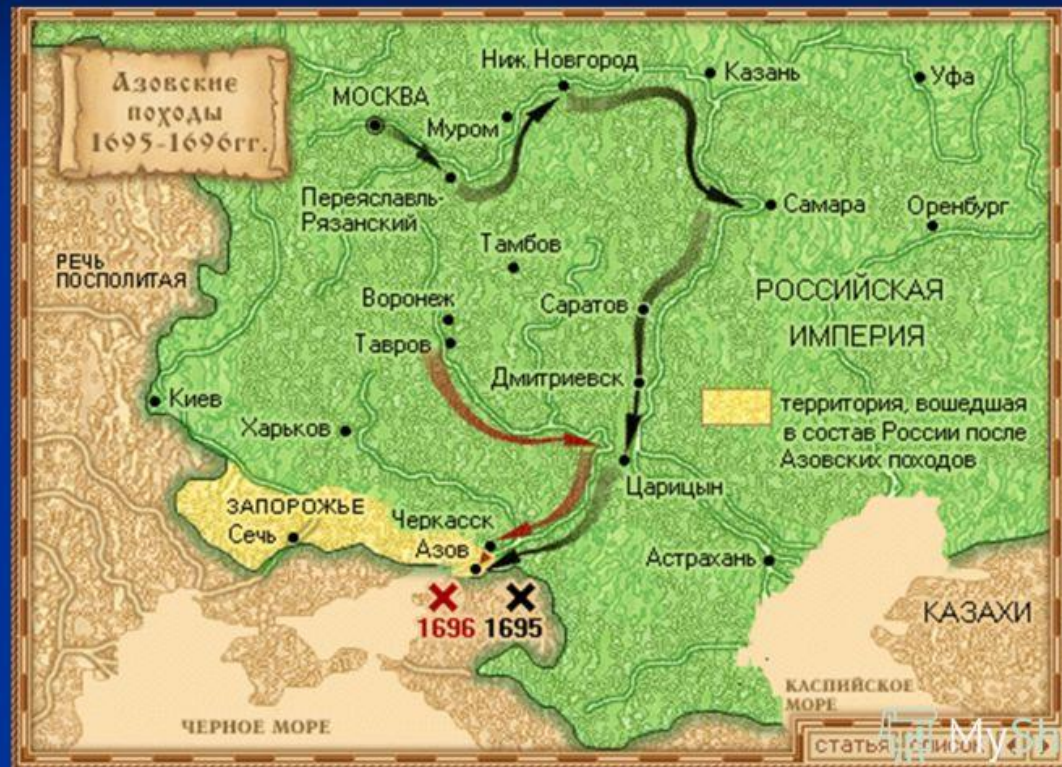 Азовские
походы
1695-1696гг.
МОСКВА
Ниж. Новгород
Казань
Уфа
Муром
Переяславль-
Рязанский
Самара
Оренбург
Тамбов
РЕЧЬ
ПОСПОЛИТАЯ
Воронеж
Саратов
РОССИЙСКАЯ
ИМПЕРИЯ
Тавров
Дмитриевск
Киев
Харьков
территория, вошедшая
в состав России после
Азовских походов
Царицын
ЗАПОРОЖЬЕ
Сечь
Черкасск
Азов
Астрахань
1696 1695
КАЗАХИ
КАСПИЙСКОЕ
МОРЕ
ЧЕРНОЕ МОРЕ
статья список
MySh